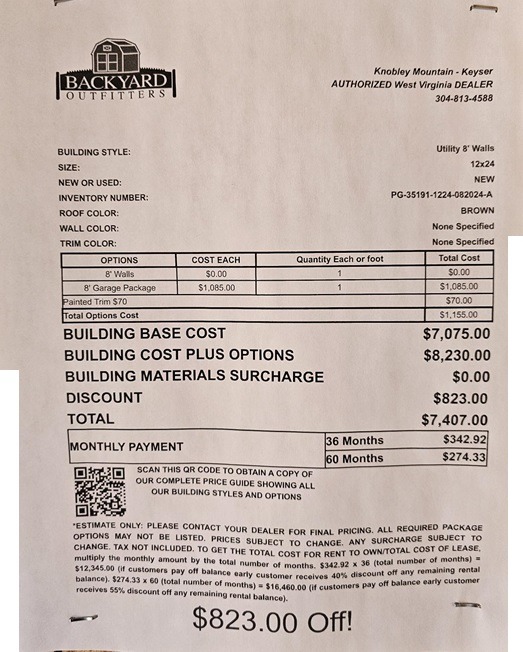 BACKYARD
OUTFITTERS
Knobley Mountain - Keyser
AUTHORIZED West Virginia DEALER
304-813-4588
BUILDING STYLE: Utility 8' Walls
SIZE: 12x24
NEW OR USED: NEW
INVENTORY NUMBER: PG-35191-1224-082024-A
ROOF COLOR: BROWN
WALL COLOR: None Specified
TRIM COLOR: None Specified
OPTIONS COST EACH Quantity Each or foot Total Cost
8' Walls $0.00 1 $0.00
8' Garage Package $1,085.00 1 $1,085.00
Painted Trim $70 $70.00
Total Options Cost $1,155.00
BUILDING BASE COST $7,075.00
BUILDING COST PLUS OPTIONS $8,230.00
BUILDING MATERIALS SURCHARGE $0.00
DISCOUNT $823.00
TOTAL $7,407.00
MONTHLY PAYMENT 36 Months $342.92
60 Months $274.33
SCAN THIS QR CODE TO OBTAIN A COPY OF
OUR COMPLETE PRICE GUIDE SHOWING ALL
OUR BUILDING STYLES AND OPTIONS
*ESTIMATE ONLY: PLEASE CONTACT YOUR DEALER FOR FINAL PRICING. ALL REQUIRED PACKAGE
OPTIONS MAY NOT BE LISTED. PRICES SUBJECT TO CHANGE. ANY SURCHARGE SUBJECT TO
CHANGE. TAX NOT INCLUDED. TO GET THE TOTAL COST FOR RENT TO OWN/TOTAL COST OF LEASE,
multiply the monthly amount by the total number of months. $342.92 x 36 (total number of months) =
$12,345.00 (if customers pay off balance early customer receives 40% discount off any remaining rental
balance). $274.33 x 60 (total number of months) = $16,460.00 (if customers pay off balance early customer
receives 55% discount off any remaining rental balance).
$823.00 Off!